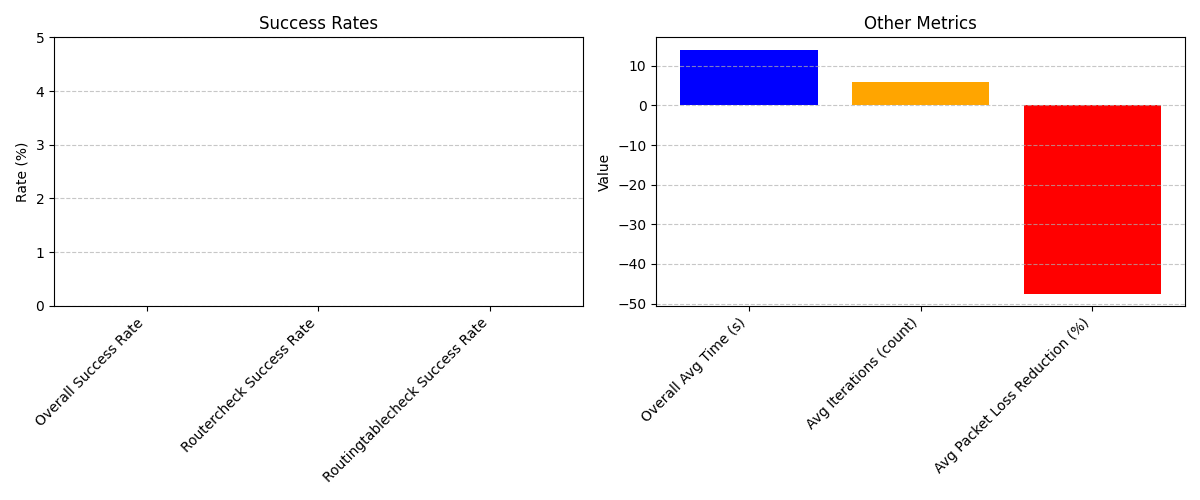 Success Rates
Rate (%)
5
4
3
2
1
0
Overall Success Rate
Routercheck Success Rate
Routingtablecheck Success Rate
Other Metrics
Value
10
0
−10
−20
−30
−40
−50
Overall Avg Time (s)
Avg Iterations (count)
Avg Packet Loss Reduction (%)